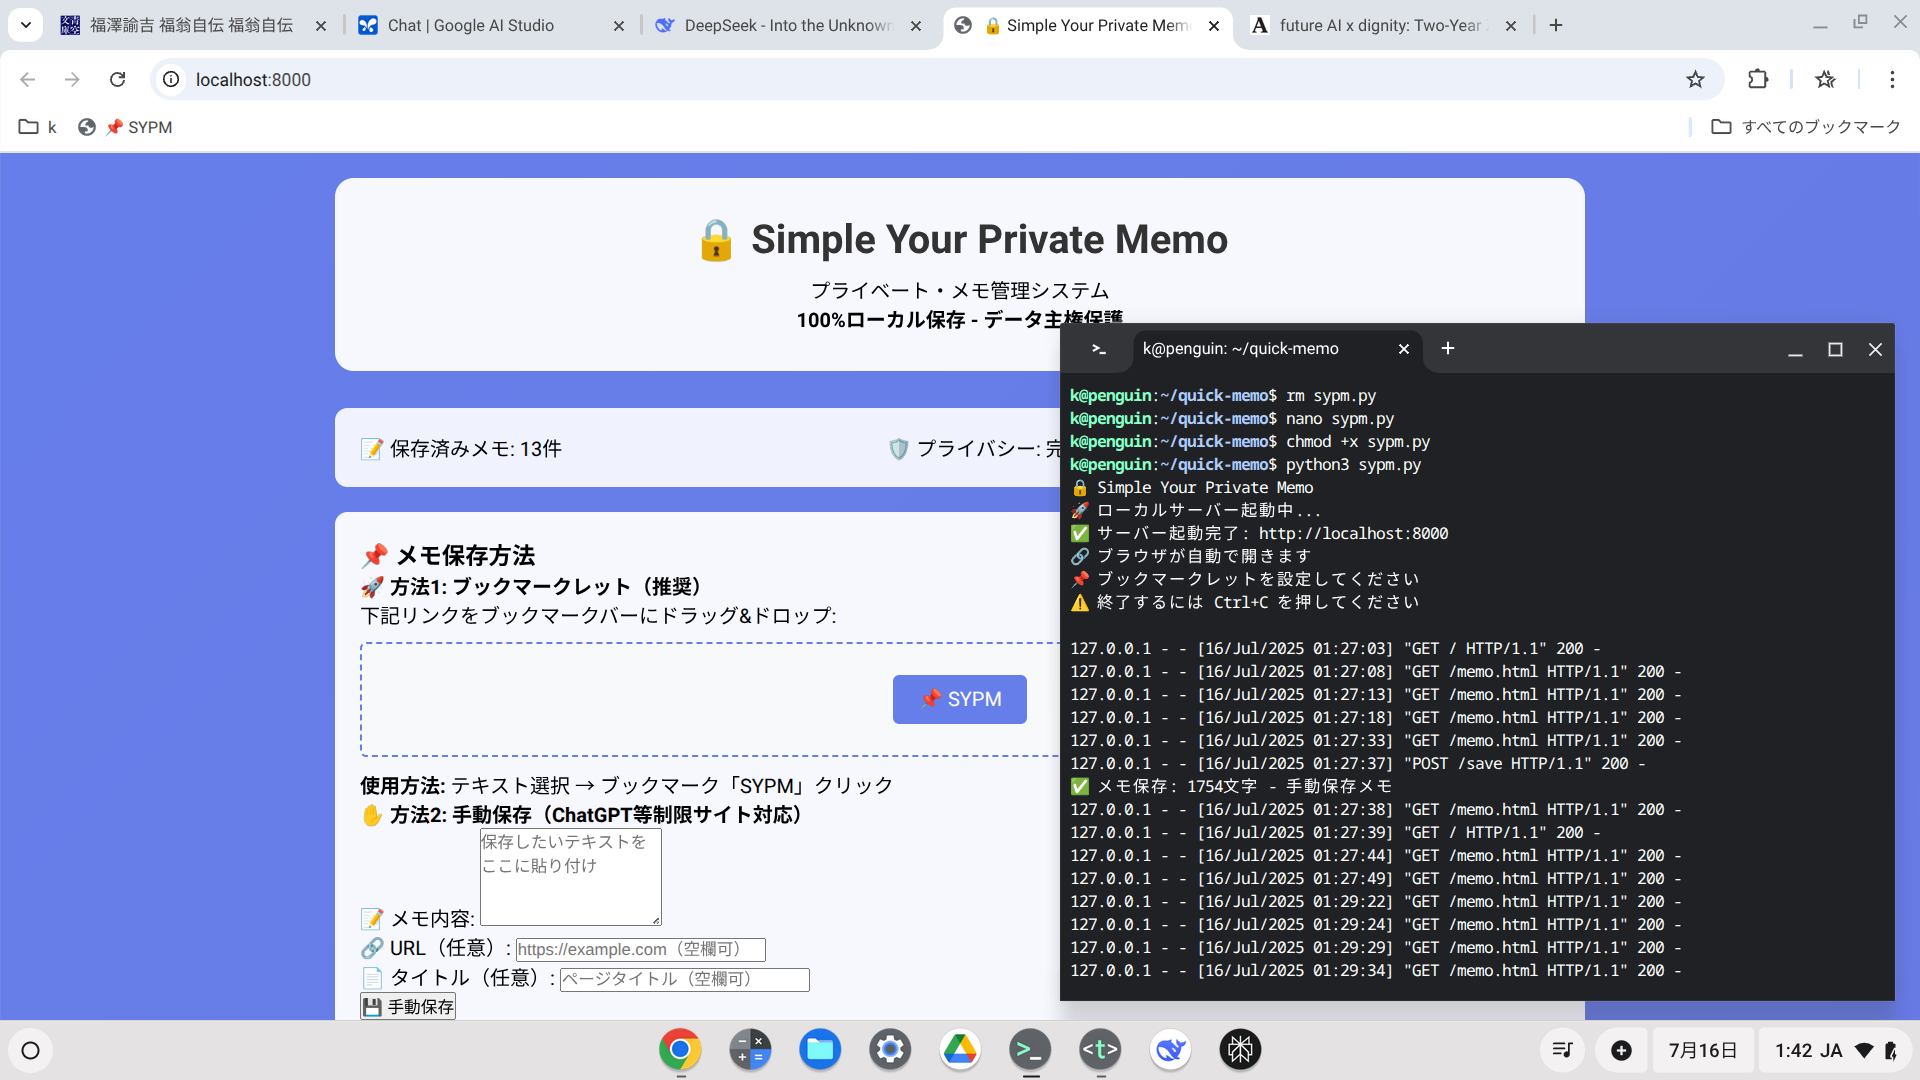 福澤諭吉 福翁自伝 福翁自伝
Chat | Google AI Studio
DeepSeek - Into the Unknown
🔒 Simple Your Private Mem
future AI x dignity: Two-Year
localhost:8000
k
📌 SYPM
すべてのブックマーク
🔒 Simple Your Private Memo
プライベート・メモ管理システム
100%ローカル保存 - データ主権保護
📝 保存済みメモ: 13件
🛡️ プライバシー: 完
📌 メモ保存方法
🚀 方法1: ブックマークレット（推奨）
下記リンクをブックマークバーにドラッグ&ドロップ:
📌 SYPM
使用方法: テキスト選択 → ブックマーク「SYPM」クリック
✋ 方法2: 手動保存（ChatGPT等制限サイト対応）
保存したいテキストを
ここに貼り付け
📝 メモ内容:
🔗 URL（任意）: https://example.com（空欄可）
📄 タイトル（任意）: ページタイトル（空欄可）
💾 手動保存
k@penguin: ~/quick-memo
k@penguin:~/quick-memo$ rm sypm.py
k@penguin:~/quick-memo$ nano sypm.py
k@penguin:~/quick-memo$ chmod +x sypm.py
k@penguin:~/quick-memo$ python3 sypm.py
🔒 Simple Your Private Memo
🚀 ローカルサーバー起動中...
✅ サーバー起動完了: http://localhost:8000
🔗 ブラウザが自動で開きます
📌 ブックマークレットを設定してください
⚠️ 終了するには Ctrl+C を押してください
127.0.0.1 - - [16/Jul/2025 01:27:03] "GET / HTTP/1.1" 200 -
127.0.0.1 - - [16/Jul/2025 01:27:08] "GET /memo.html HTTP/1.1" 200 -
127.0.0.1 - - [16/Jul/2025 01:27:13] "GET /memo.html HTTP/1.1" 200 -
127.0.0.1 - - [16/Jul/2025 01:27:18] "GET /memo.html HTTP/1.1" 200 -
127.0.0.1 - - [16/Jul/2025 01:27:33] "GET /memo.html HTTP/1.1" 200 -
127.0.0.1 - - [16/Jul/2025 01:27:37] "POST /save HTTP/1.1" 200 -
✅ メモ保存: 1754文字 - 手動保存メモ
127.0.0.1 - - [16/Jul/2025 01:27:38] "GET /memo.html HTTP/1.1" 200 -
127.0.0.1 - - [16/Jul/2025 01:27:39] "GET / HTTP/1.1" 200 -
127.0.0.1 - - [16/Jul/2025 01:27:44] "GET /memo.html HTTP/1.1" 200 -
127.0.0.1 - - [16/Jul/2025 01:27:49] "GET /memo.html HTTP/1.1" 200 -
127.0.0.1 - - [16/Jul/2025 01:29:22] "GET /memo.html HTTP/1.1" 200 -
127.0.0.1 - - [16/Jul/2025 01:29:24] "GET /memo.html HTTP/1.1" 200 -
127.0.0.1 - - [16/Jul/2025 01:29:29] "GET /memo.html HTTP/1.1" 200 -
127.0.0.1 - - [16/Jul/2025 01:29:34] "GET /memo.html HTTP/1.1" 200 -
7月16日
1:42 JA